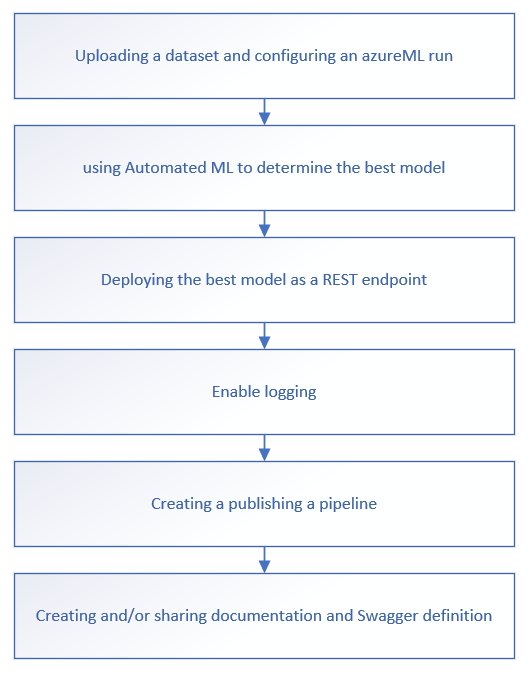 Uploading a dataset and configuring an azureML run
using Automated ML to determine the best model
Deploying the best model as a REST endpoint
Enable logging
Creating a publishing a pipeline
Creating and/or sharing documentation and Swagger definition